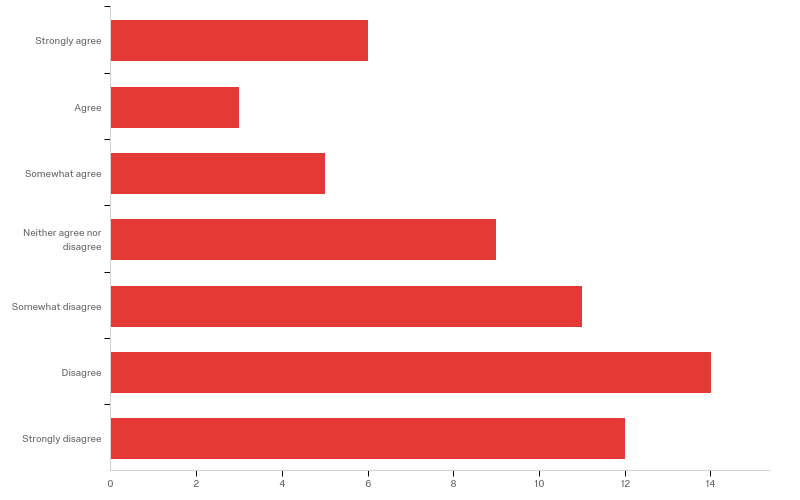 Strongly agree
Agree
Somewhat agree
Neither agree nor
disagree
Somewhat disagree
Disagree
Strongly disagree
0 2 4 6 8 10 12 14